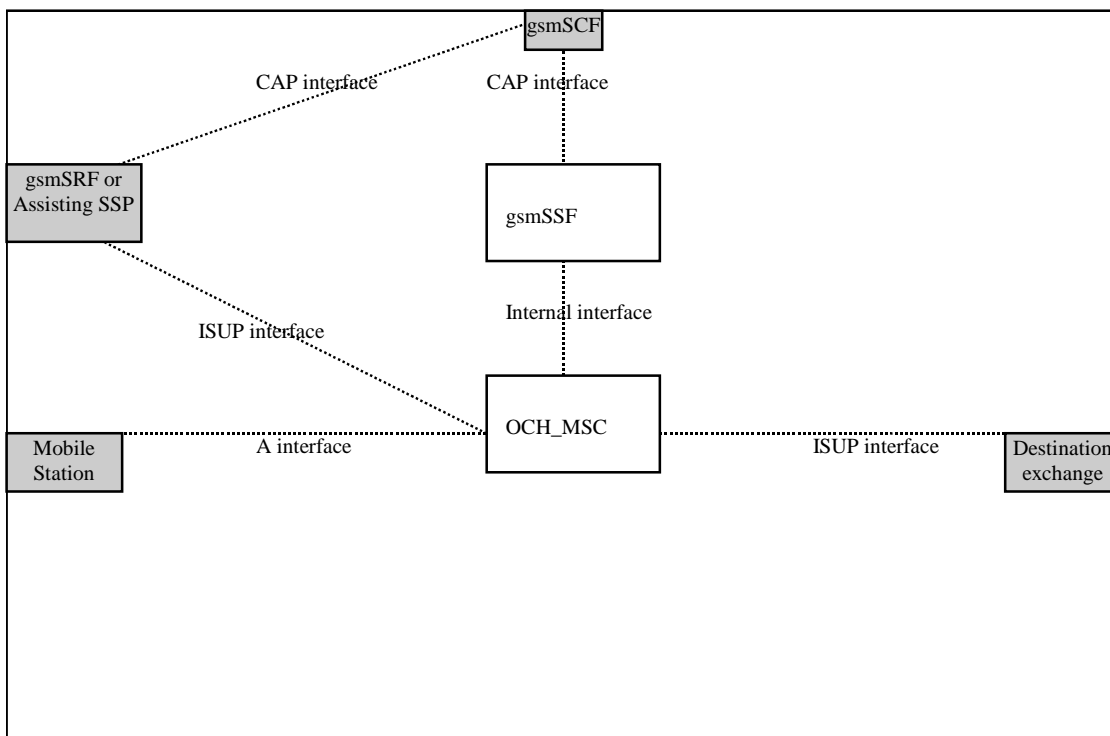 gsmSCF
CAP interface
CAP interface
gsmSRF or
Assisting SSP
gsmSSF
Internal interface
ISUP interface
OCH_MSC
Mobile
Station
A interface
ISUP interface
Destination
exchange